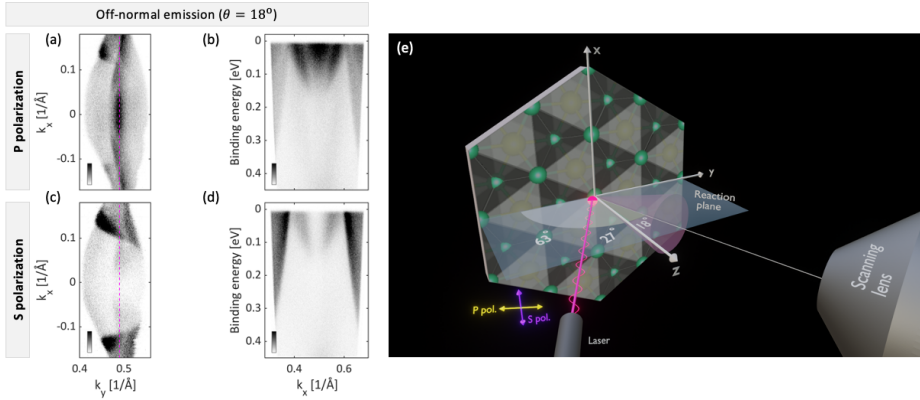 Off-normal emission (θ = 18°)
P polarization
(a)
k_x [1/Å]
0.1
0
-0.1
(b)
Binding energy [eV]
0
0.1
0.2
0.3
0.4
S polarization
(c)
k_x [1/Å]
0.1
0
-0.1
0.4
0.5
k_y [1/Å]
(d)
Binding energy [eV]
0
0.1
0.2
0.3
0.4
0.4
0.6
k_x [1/Å]
(e)
x
y
Reaction
plane
63°
27°
18°
Z
Scanning
lens
P pol.
S pol.
Laser